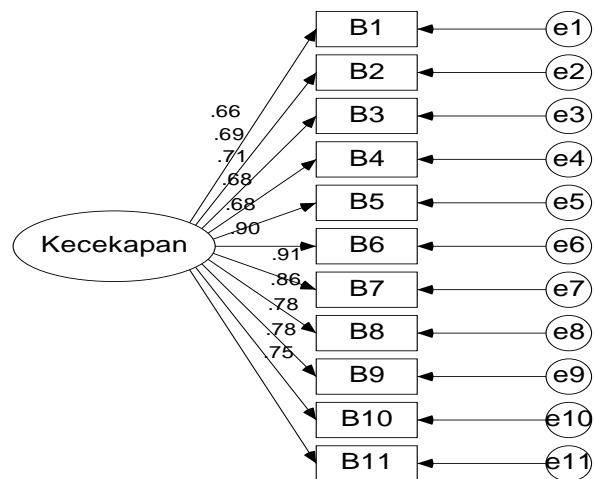 B1 e1
B2 e2
B3 e3
B4 e4
B5 e5
B6 e6
B7 e7
B8 e8
B9 e9
B10 e10
B11 e11
Kecekapan
.66
.69
.71
.68
.68
.90
.91
.86
.78
.78
.75